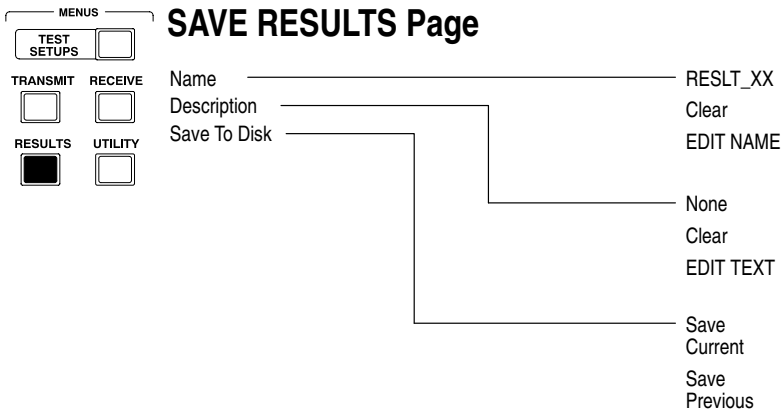 MENUS
SAVE RESULTS Page
TEST
SETUPS
TRANSMIT RECEIVE
RESULTS UTILITY
Name
Description
Save To Disk
RESLT_XX
Clear
EDIT NAME
None
Clear
EDIT TEXT
Save
Current
Save
Previous